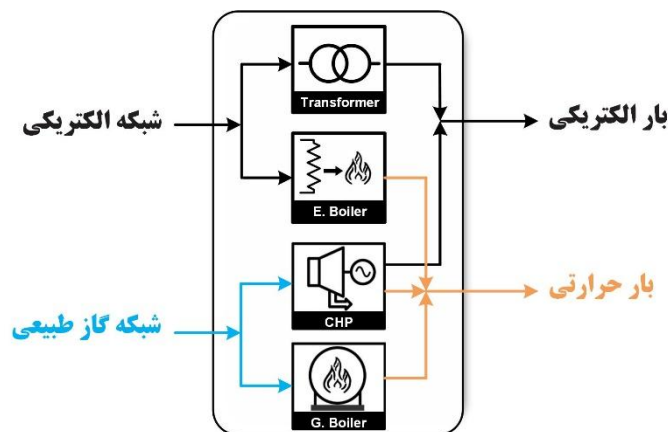 Transformer
شبکه الکتریکی
بار الکتریکی
E. Boiler
CHP
بار حرارتی
شبکه گاز طبیعی
G. Boiler